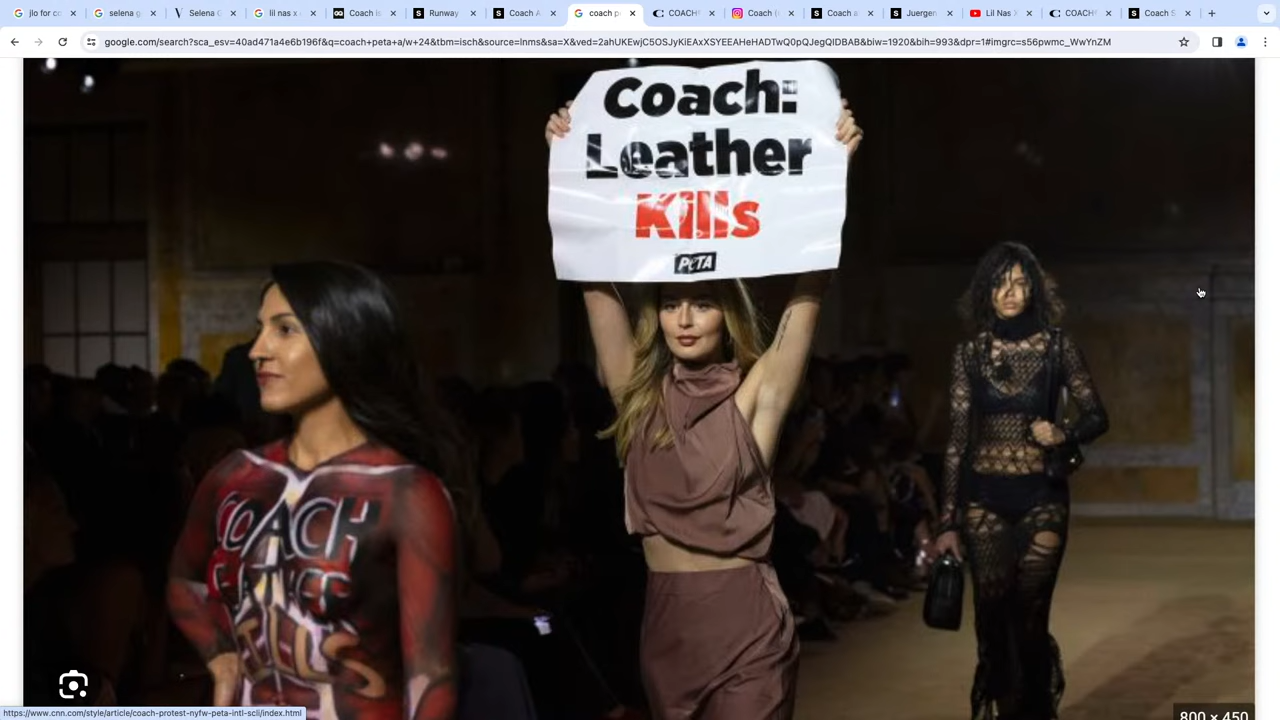 jlo for co
selena g
Selena G
lil nas x c
Coach is
Runway
Coach A
coach pe
COACH®
Coach (
Coach a
Juergen
Lil Nas X
COACH®
Coach S
google.com/search?sca_esv=40ad471a4e6b196f&q=coach+peta+a/w+24&tbm=isch&source=lnms&sa=X&ved=2ahUKEwjC5OSJyKiEAxXSYEEAHeHADTwQ0pQJegQIDBAB&biw=1920&bih=993&dpr=1#imgrc=s56pwmc_WwYnZM
Coach:
Leather
Kills
PETA
COACH
KILLS
https://www.cnn.com/style/article/coach-protest-nyfw-peta-intl-scli/index.html
800 × 450